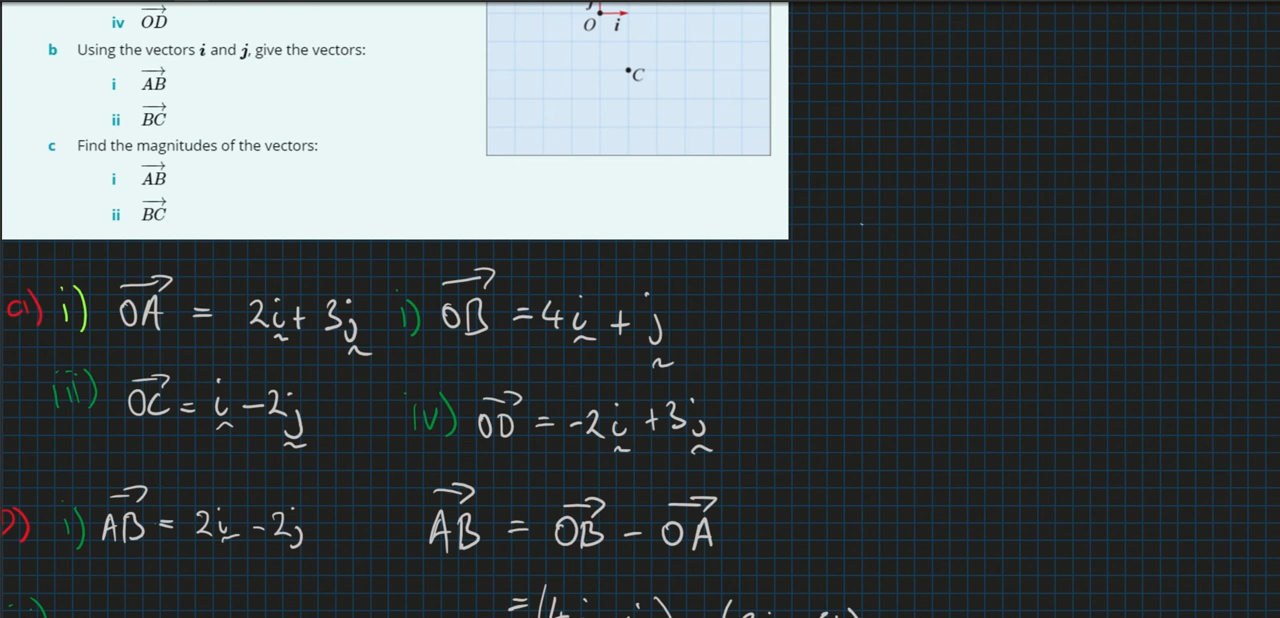 iv OD
j
O i
b Using the vectors i and j, give the vectors:
C
i AB
ii BC
c Find the magnitudes of the vectors:
i AB
ii BC
a) i) OA = 2i + 3j i) OB = 4i + j
iii) OC = i - 2j iv) OD = -2i + 3j
i) AB = 2i - 2j AB = OB - OA